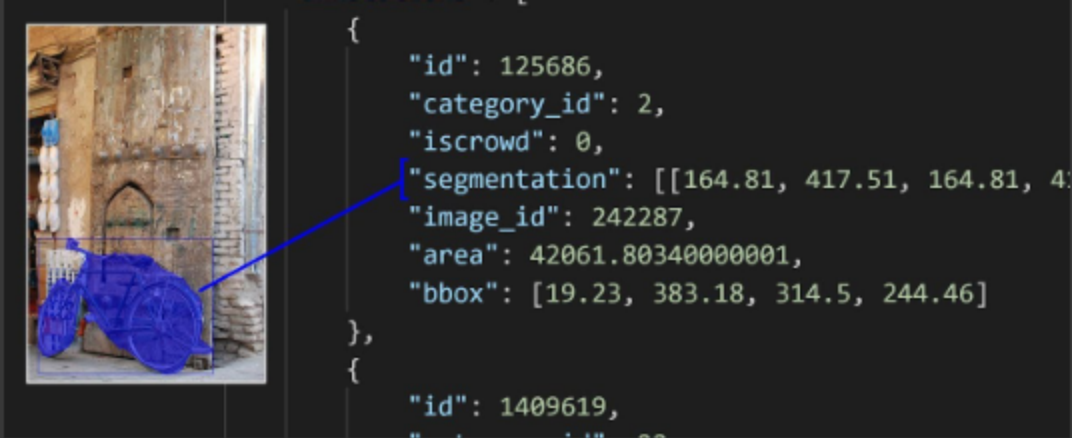 {
"id": 125686,
"category_id": 2,
"iscrowd": 0,
"segmentation": [[164.81, 417.51, 164.81,
"image_id": 242287,
"area": 42061.80340000001,
"bbox": [19.23, 383.18, 314.5, 244.46]
},
{
"id": 1409619,